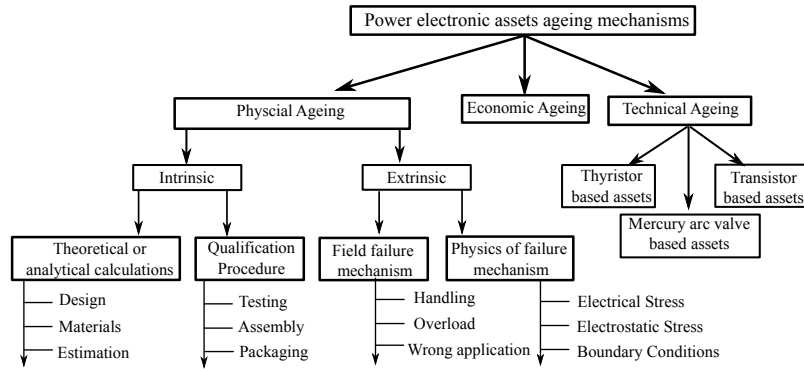 Power electronic assets ageing mechanisms
Physcial Ageing
Economic Ageing
Technical Ageing
Intrinsic
Extrinsic
Thyristor
based assets
Transistor
based assets
Mercury arc valve
based assets
Theoretical or
analytical calculations
Qualification
Procedure
Field failure
mechanism
Physics of failure
mechanism
Design
Materials
Estimation
Testing
Assembly
Packaging
Handling
Overload
Wrong application
Electrical Stress
Electrostatic Stress
Boundary Conditions